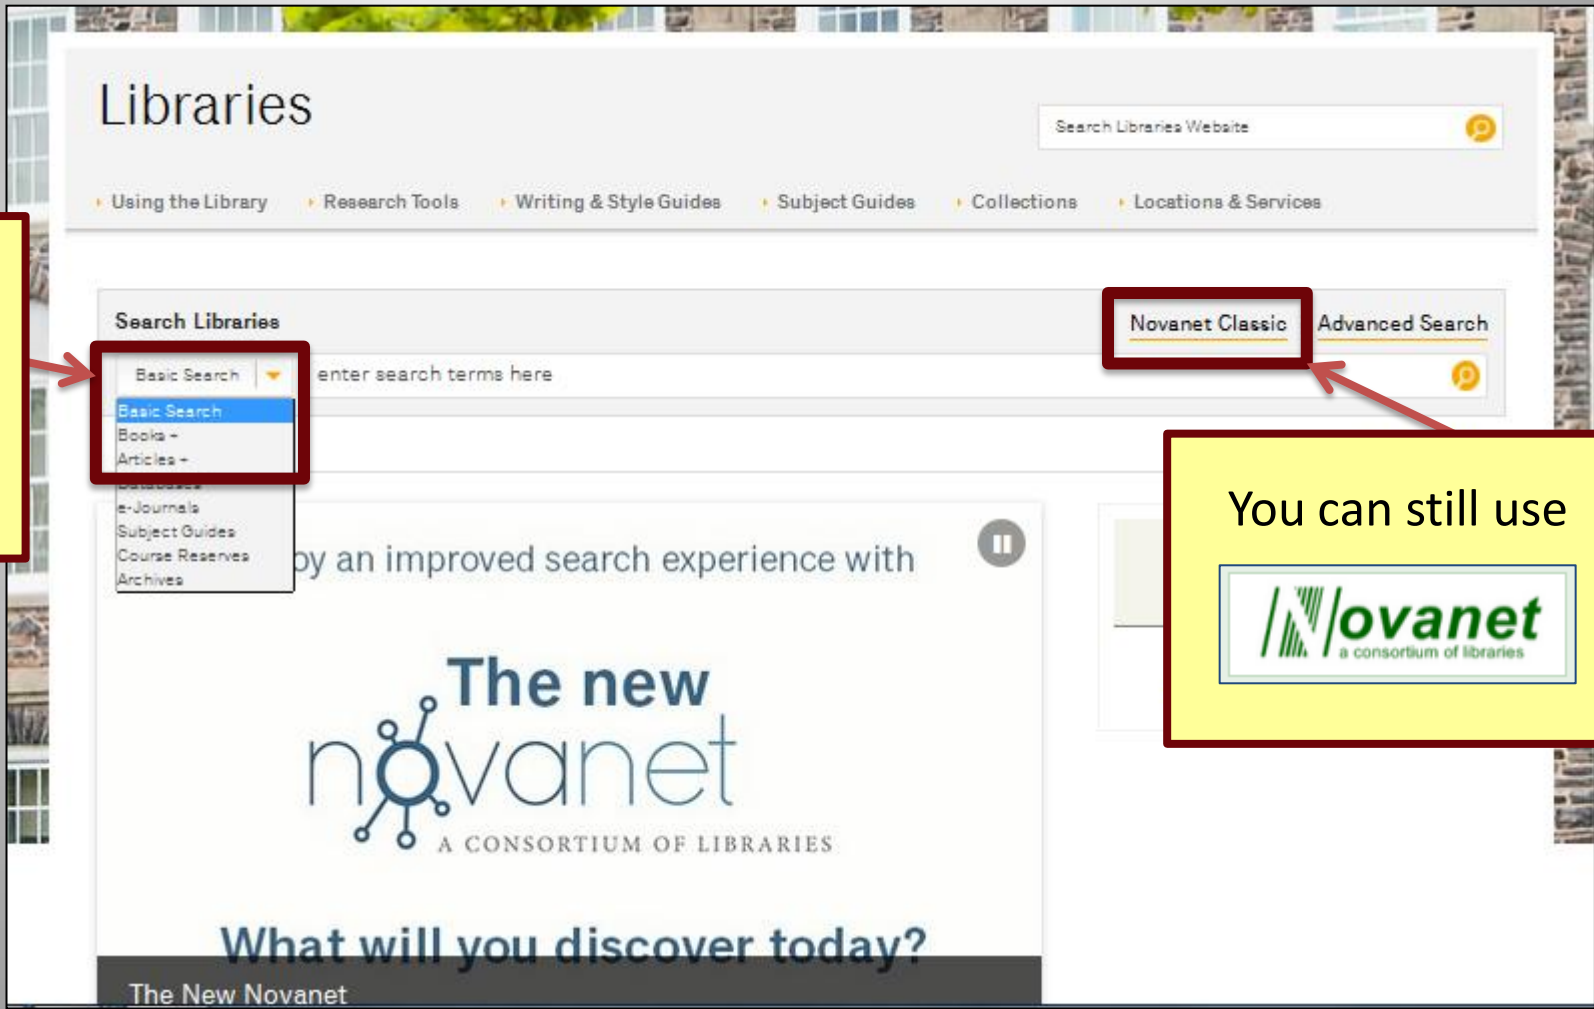 Libraries
Search Libraries Website
Using the Library Research Tools Writing & Style Guides Subject Guides Collections Locations & Services
Search Libraries
Novanet Classic Advanced Search
Basic Search enter search terms here
Basic Search
Books +
Articles +
Databases
e-Journals
Subject Guides
Course Reserves
Archives
You can still use
Novanet
a consortium of libraries
an improved search experience with
The new
novanet
A CONSORTIUM OF LIBRARIES
What will you discover today?
The New Novanet